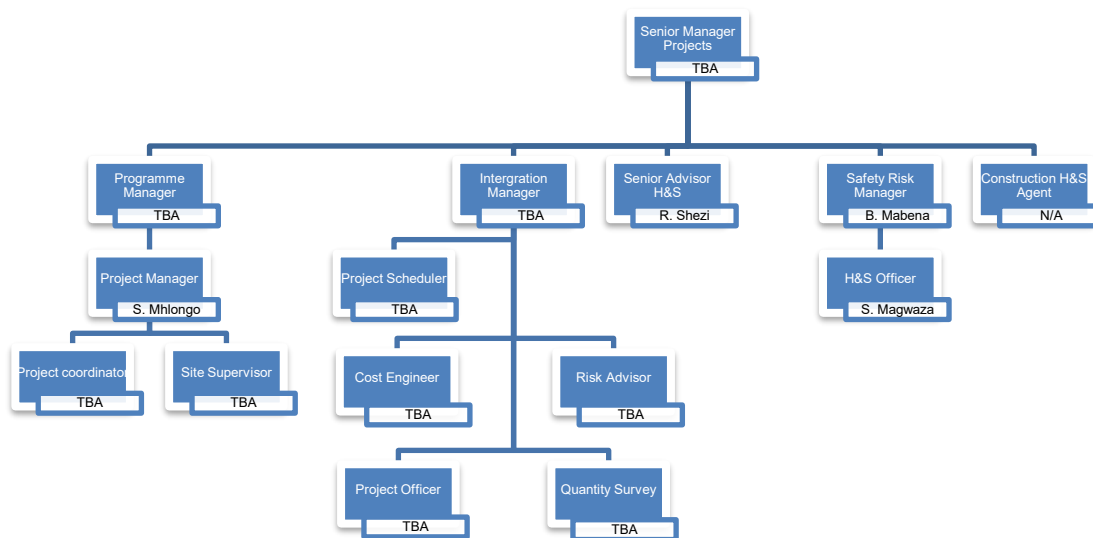 Senior Manager
Projects
TBA
Programme
Manager
TBA
Intergration
Manager
TBA
Senior Advisor
H&S
R. Shezi
Safety Risk
Manager
B. Mabena
Construction H&S
Agent
N/A
Project Manager
S. Mhlongo
Project Scheduler
TBA
H&S Officer
S. Magwaza
Project coordinator
TBA
Site Supervisor
TBA
Cost Engineer
TBA
Risk Advisor
TBA
Project Officer
TBA
Quantity Survey
TBA